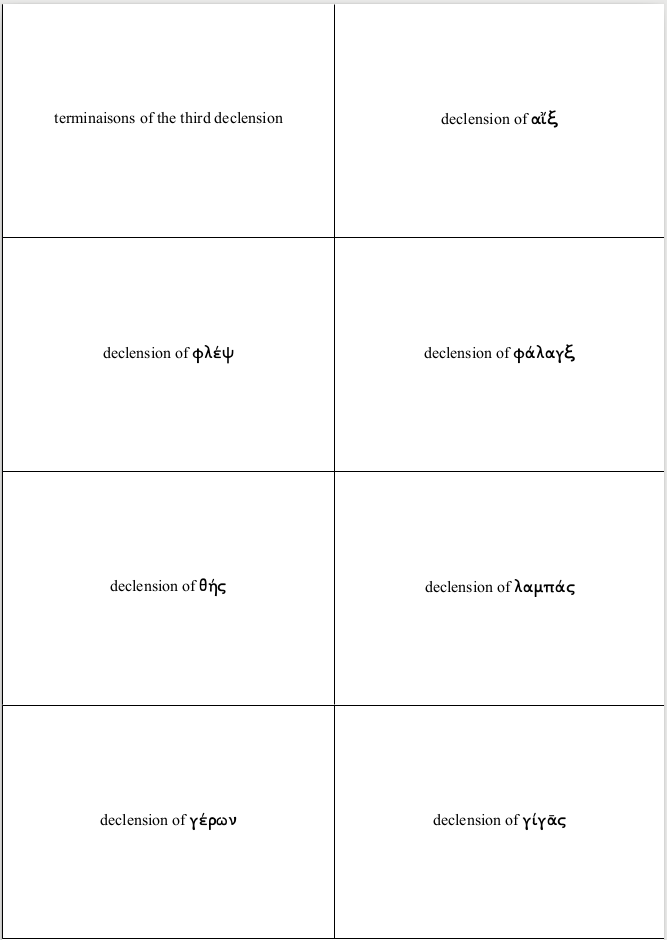 terminaisons of the third declension
declension of αἴξ
declension of φλέψ
declension of φάλαγξ
declension of θής
declension of λαμπάς
declension of γέρων
declension of γίγᾱς